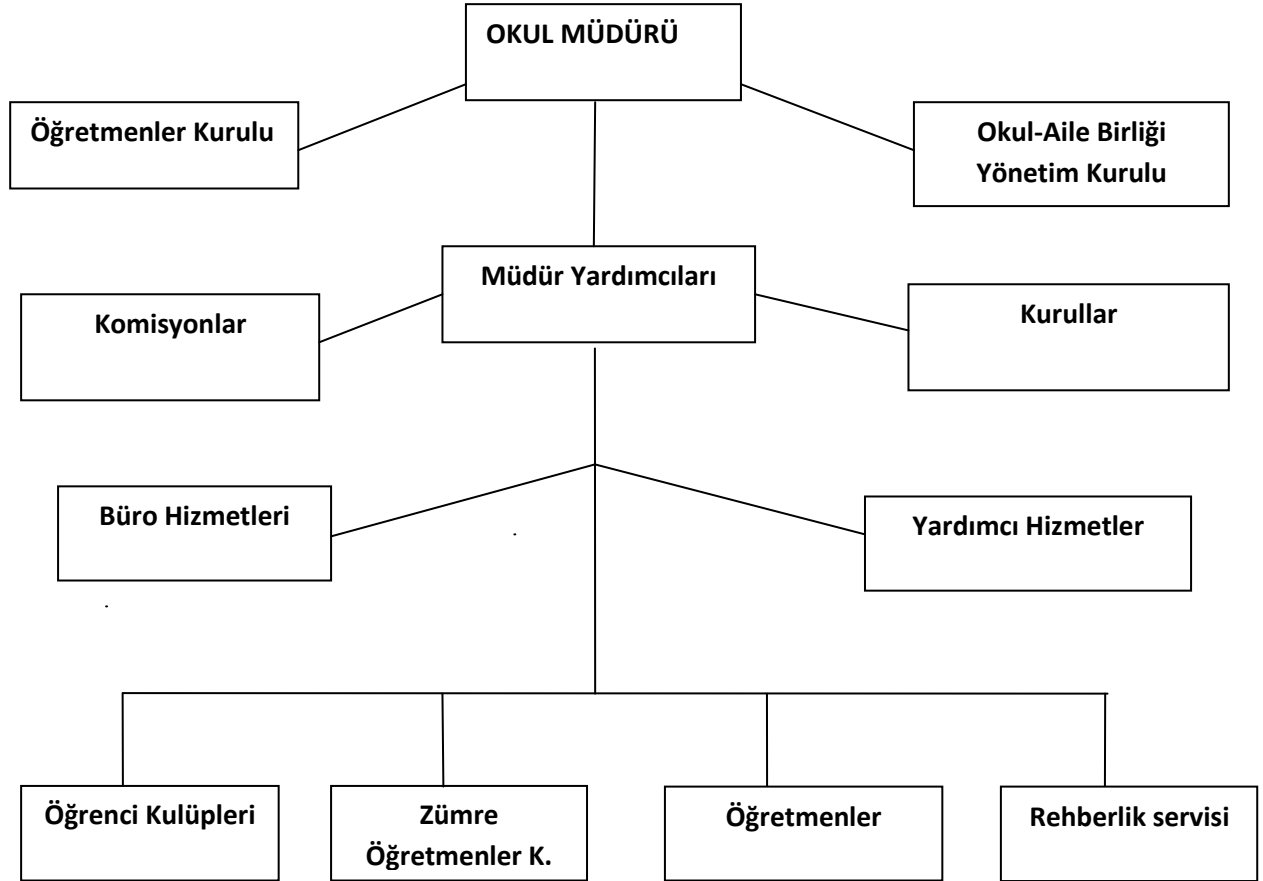 OKUL MÜDÜRÜ
Öğretmenler Kurulu
Okul-Aile Birliği
Yönetim Kurulu
Müdür Yardımcıları
Komisyonlar
Kurullar
Büro Hizmetleri
Yardımcı Hizmetler
Öğrenci Kulüpleri
Zümre
Öğretmenler K.
Öğretmenler
Rehberlik servisi